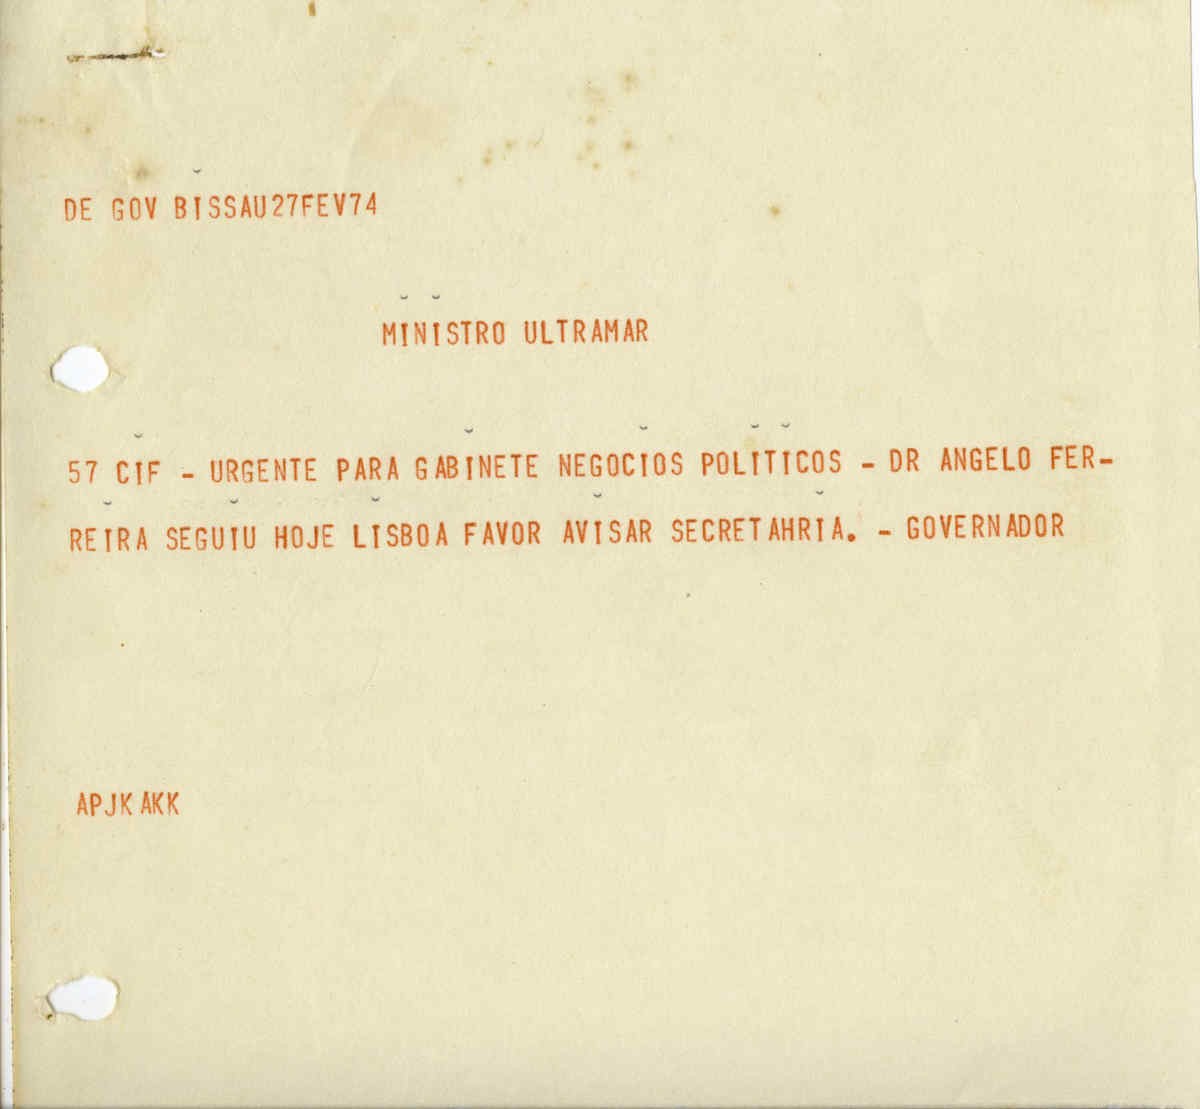 DE GOV BISSAU27FEV74
MINISTRO ULTRAMAR
57 CIF - URGENTE PARA GABINETE NEGOCIOS POLITICOS - DR ANGELO FER-
REIRA SEGUIU HOJE LISBOA FAVOR AVISAR SECRETAHRIA. - GOVERNADOR
APJKAKK